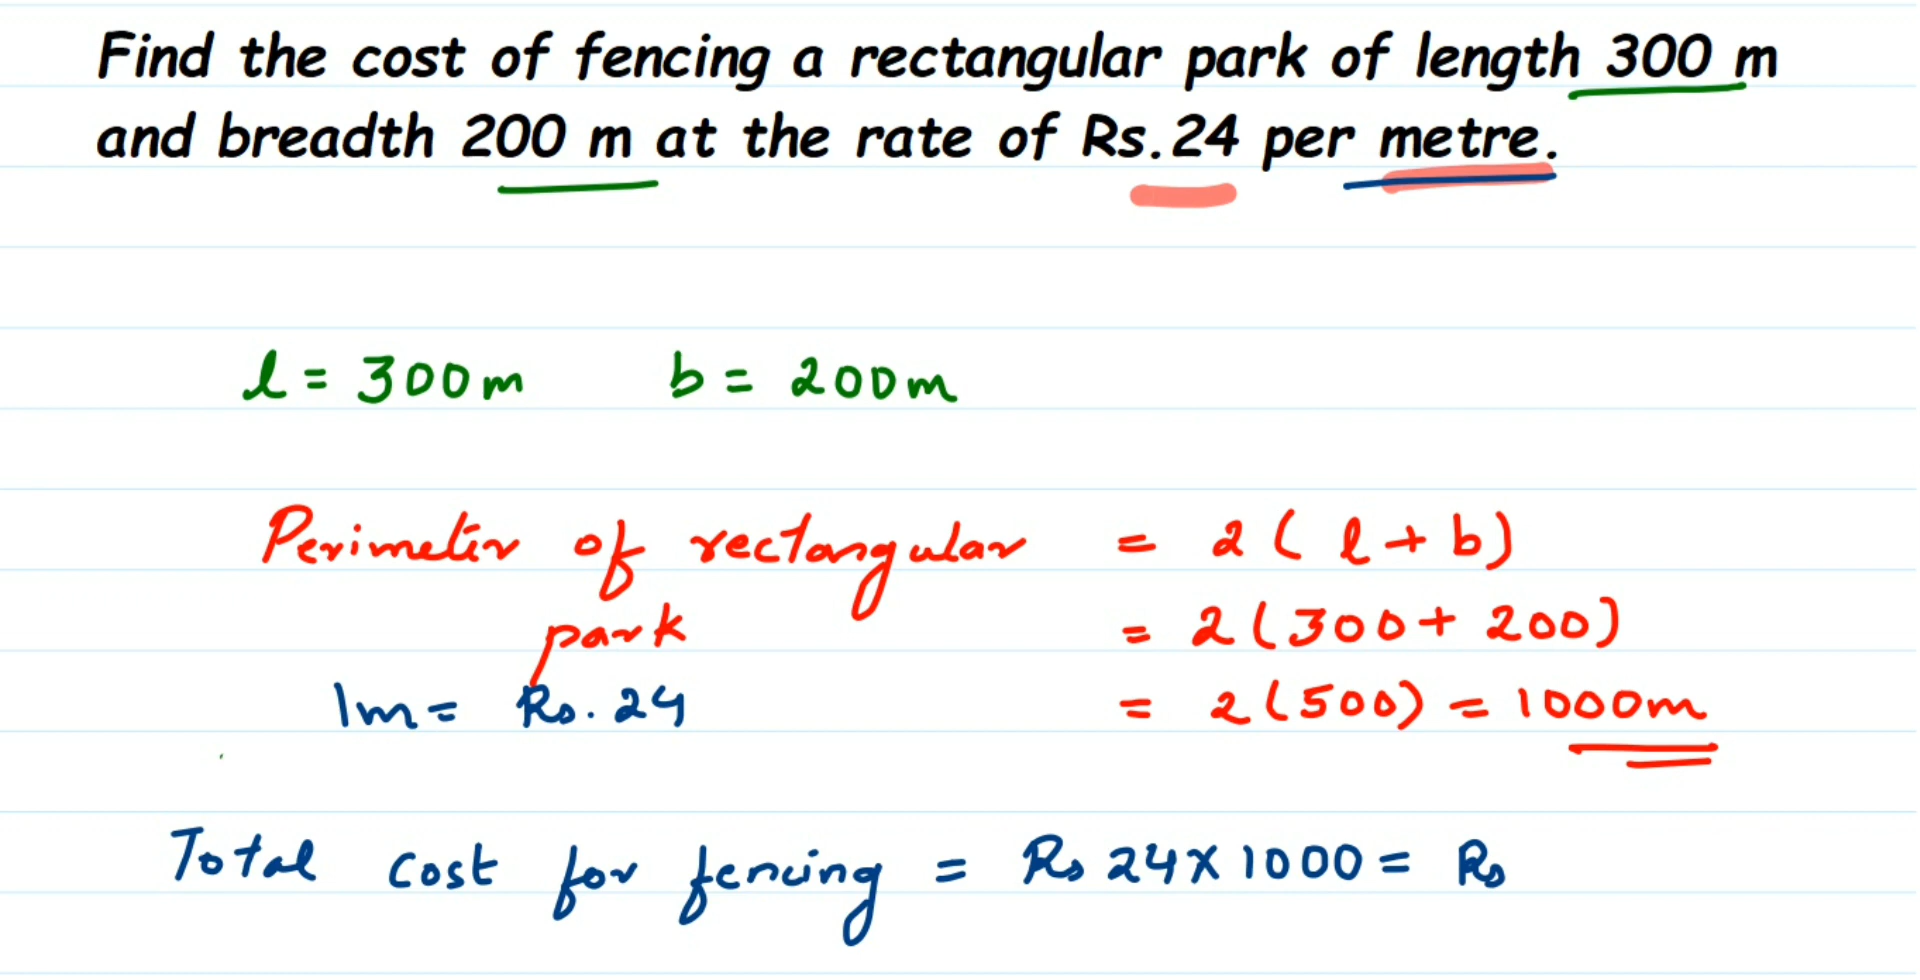 Find the cost of fencing a rectangular park of length 300 m
and breadth 200 m at the rate of Rs.24 per metre.
l = 300m b = 200m
Perimeter of rectangular = 2 ( l + b)
park = 2 (300 + 200)
1m = Rs. 24 = 2 (500) = 1000m
Total cost for fencing = Rs 24 x 1000 = Rs